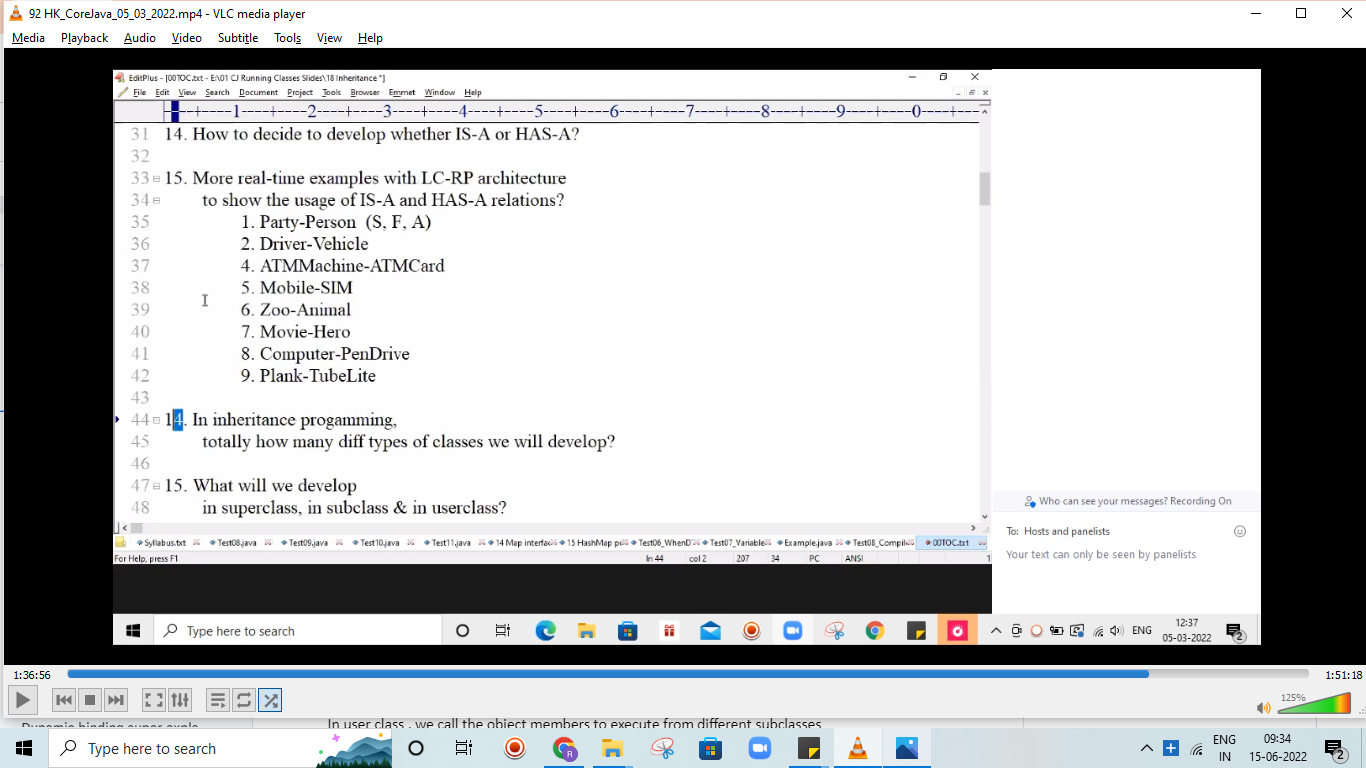 92 HK_CoreJava_05_03_2022.mp4 - VLC media player
Media Playback Audio Video Subtitle Tools View Help
EditPlus - [00TOC.txt - E:\01 CJ Running Classes Slides\18 Inheritance *]
File Edit View Search Document Project Tools Browser Emmet Window Help
----+----1----+----2----+----3----+----4----+----5----+----6----+----7----+----8----+----9----+----0----+----
31 14. How to decide to develop whether IS-A or HAS-A?
32
33 15. More real-time examples with LC-RP architecture
34 to show the usage of IS-A and HAS-A relations?
35 1. Party-Person (S, F, A)
36 2. Driver-Vehicle
37 4. ATMMachine-ATMCard
38 5. Mobile-SIM
39 6. Zoo-Animal
40 7. Movie-Hero
41 8. Computer-PenDrive
42 9. Plank-TubeLite
43
44 14. In inheritance progamming,
45 totally how many diff types of classes we will develop?
46
47 15. What will we develop
48 in superclass, in subclass & in userclass?
Who can see your messages? Recording On
To: Hosts and panelists
Your text can only be seen by panelists
Syllabus.txt Test08.java Test09.java Test10.java Test11.java 14 Map interfac 15 HashMap p Test06_WhenD Test07_Variable Example.java Test08_Compil 00TOC.txt
For Help, press F1 ln 44 col 2 207 34 PC ANSI
Type here to search
ENG
12:37
05-03-2022
2
1:36:56
1:51:18
125%
In user class , we call the object members to execute from different subclasses
Type here to search
ENG
IN
09:34
15-06-2022
2